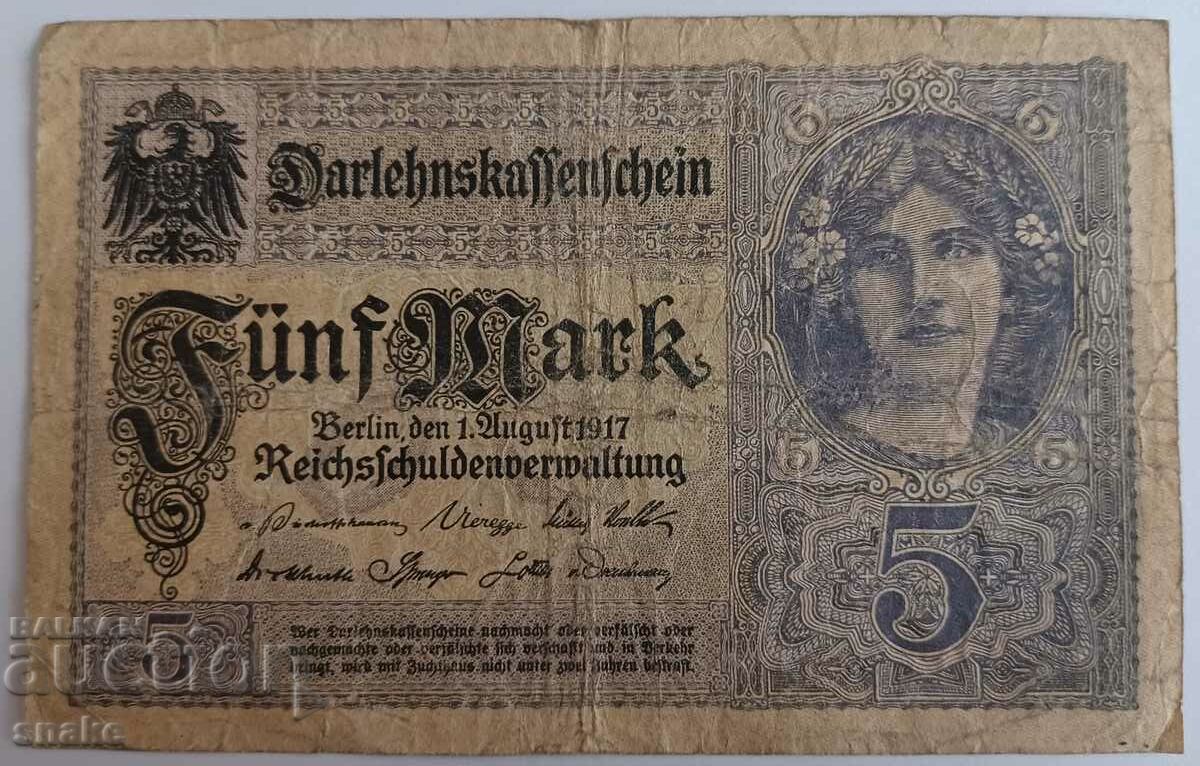 Darlehnskassenschein
Fünf Mark
Berlin, den 1. August 1917
Reichsschuldenverwaltung
Vieregge
Springer
Wer Darlehnskassenscheine nachmacht oder verfälscht oder
nachgemachte oder verfälschte sich verschafft und in Verkehr
bringt, wird mit Zuchthaus nicht unter zwei Jahren bestraft.
5
5
5
5
5
5
BALKAN
auction
snake